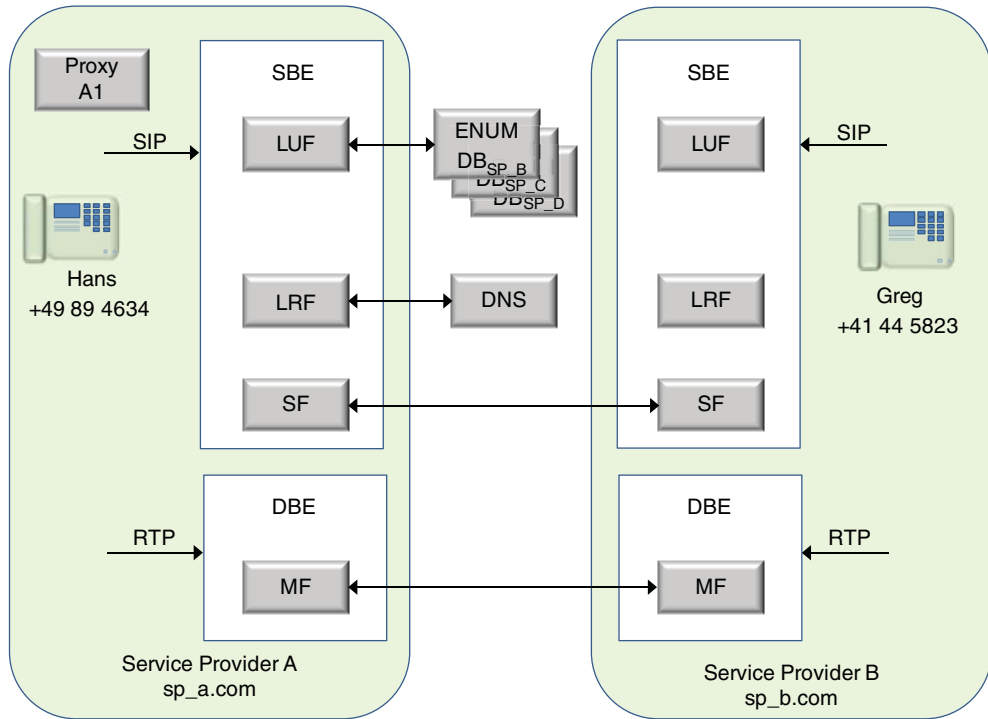 Proxy
A1
SBE
SIP
LUF
Hans
+49 89 4634
LRF
SF
DBE
RTP
MF
Service Provider A
sp_a.com
ENUM
DBSP_B
DBSP_C
DBSP_D
DNS
SBE
LUF
SIP
LRF
Greg
+41 44 5823
SF
DBE
RTP
MF
Service Provider B
sp_b.com